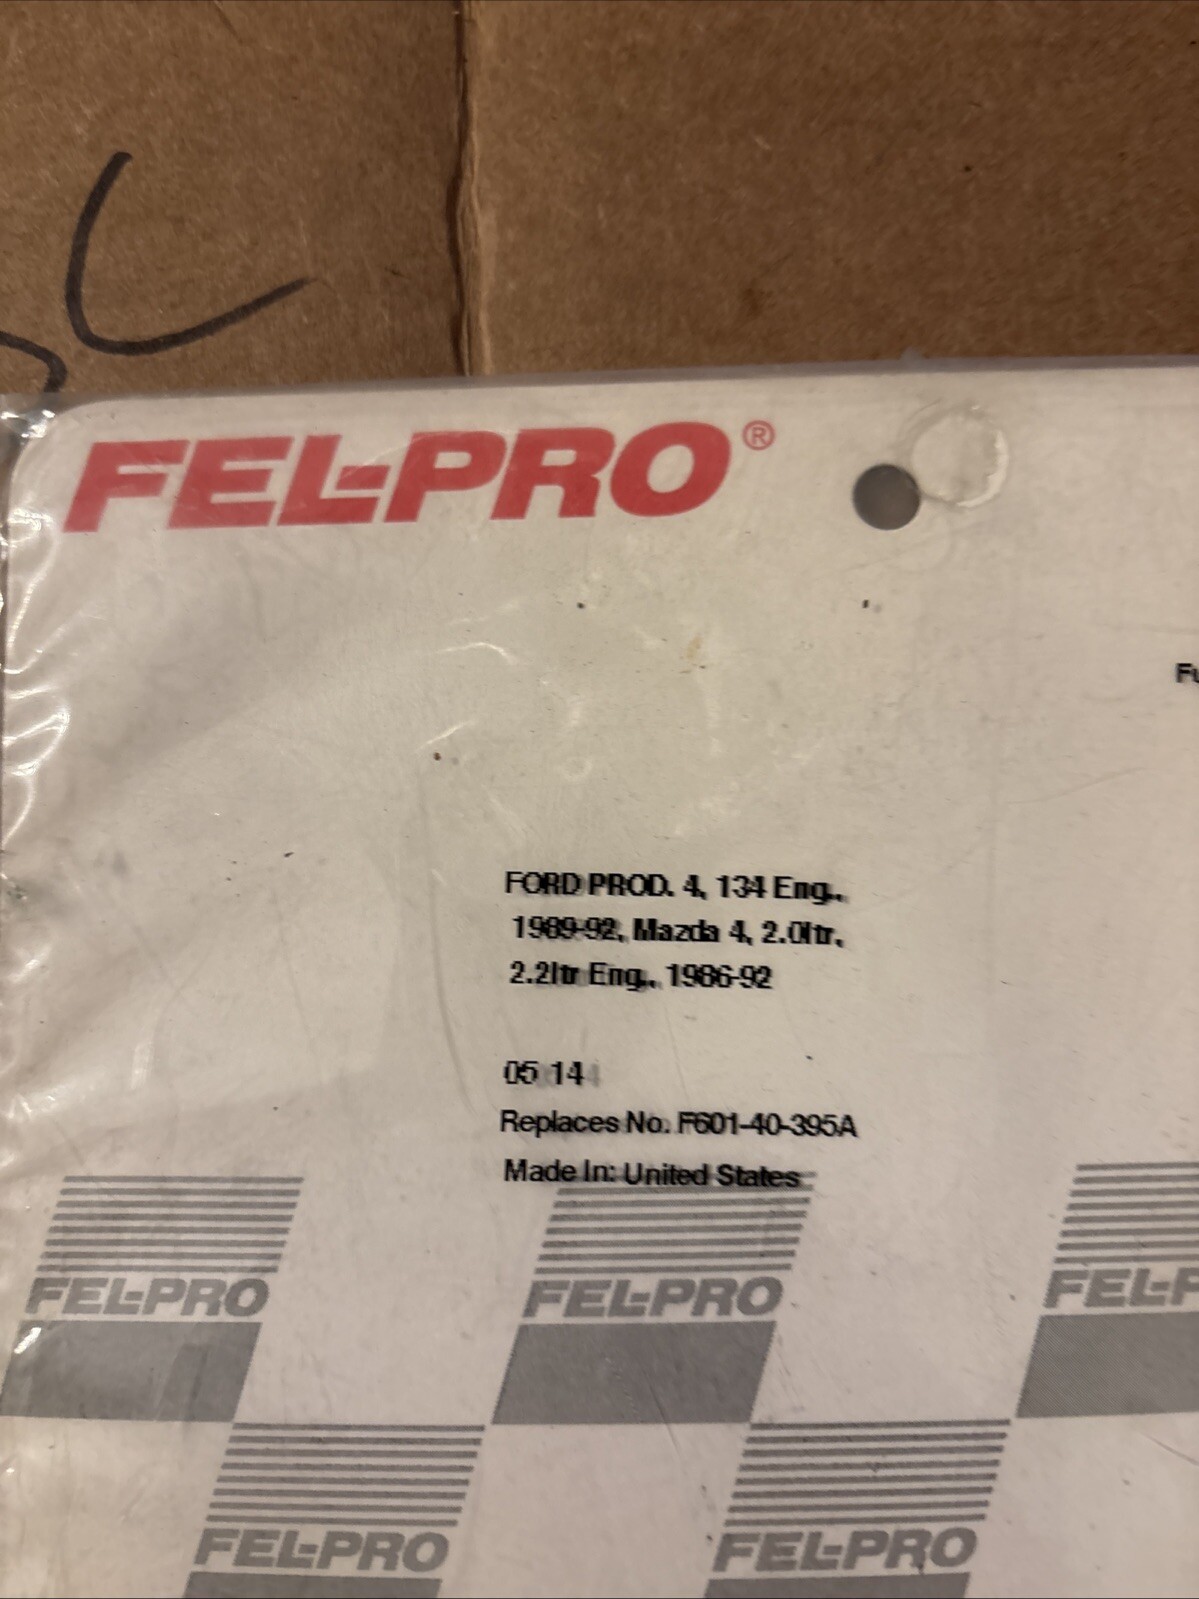 FEL-PRO®
Fu
FORD PROD. 4, 134 Eng.,
1989-92, Mazda 4, 2.0ltr,
2.2ltr Eng., 1986-92
05 14
Replaces No. F601-40-395A
Made In: United States
FEL-PRO FEL-PRO FEL-P
FEL-PRO FEL-PRO